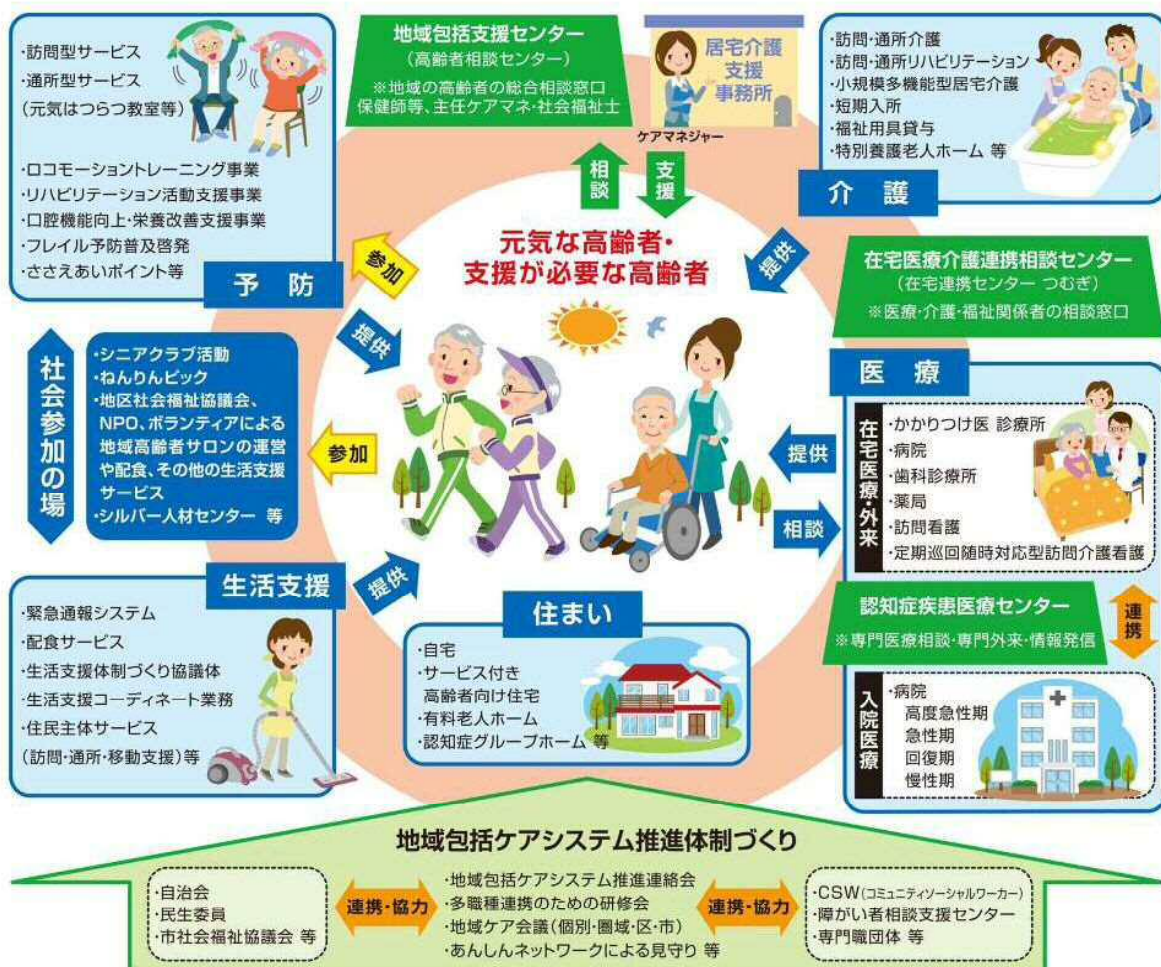 ・訪問型サービス
・通所型サービス
(元気はつらつ教室等)
・ロコモーショントレーニング事業
・リハビリテーション活動支援事業
・口腔機能向上・栄養改善支援事業
・フレイル予防普及啓発
・ささえあいポイント等
予 防
地域包括支援センター
(高齢者相談センター)
※地域の高齢者の総合相談窓口
保健師等、主任ケアマネ・社会福祉士
居宅介護
支援
事務所
ケアマネジャー
相談
支援
・訪問・通所介護
・訪問・通所リハビリテーション
・小規模多機能型居宅介護
・短期入所
・福祉用具貸与
・特別養護老人ホーム 等
介 護
元気な高齢者・
支援が必要な高齢者
参加
提供
提供
在宅医療介護連携相談センター
(在宅連携センター つむぎ)
※医療・介護・福祉関係者の相談窓口
社会参加の場
・シニアクラブ活動
・ねんりんピック
・地区社会福祉協議会、
NPO、ボランティアによる
地域高齢者サロンの運営
や配食、その他の生活支援
サービス
・シルバー人材センター 等
参加
提供
相談
医 療
在宅医療・外来
・かかりつけ医 診療所
・病院
・歯科診療所
・薬局
・訪問看護
・定期巡回随時対応型訪問介護看護
認知症疾患医療センター
※専門医療相談・専門外来・情報発信
連携
入院医療
・病院
高度急性期
急性期
回復期
慢性期
生活支援
提供
・緊急通報システム
・配食サービス
・生活支援体制づくり協議体
・生活支援コーディネート業務
・住民主体サービス
(訪問・通所・移動支援)等
住まい
・自宅
・サービス付き
高齢者向け住宅
・有料老人ホーム
・認知症グループホーム 等
地域包括ケアシステム推進体制づくり
・自治会
・民生委員
・市社会福祉協議会 等
連携・協力
・地域包括ケアシステム推進連絡会
・多職種連携のための研修会
・地域ケア会議(個別・圏域・区・市)
・あんしんネットワークによる見守り 等
連携・協力
・CSW(コミュニティソーシャルワーカー)
・障がい者相談支援センター
・専門職団体 等